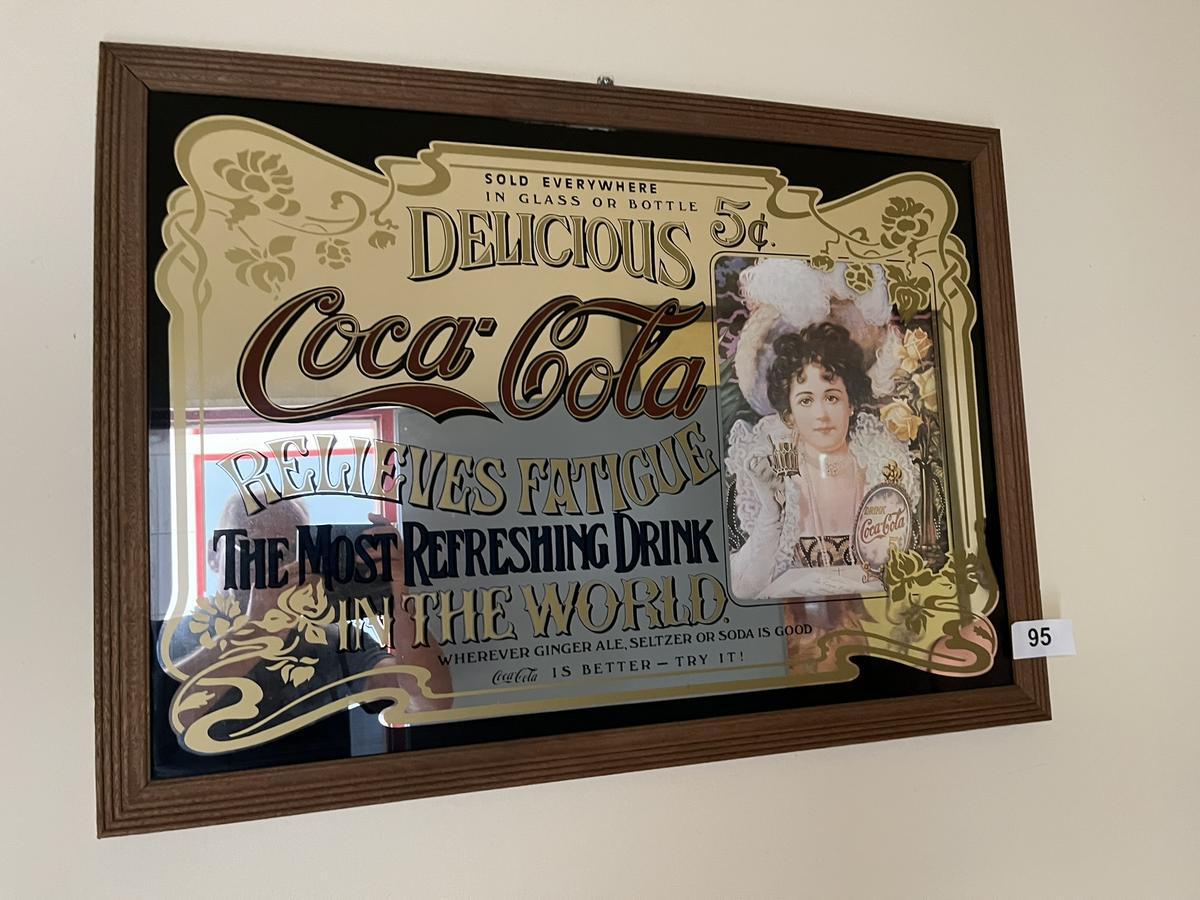 SOLD EVERYWHERE
IN GLASS OR BOTTLE
5¢.
DELICIOUS
Coca-Cola
RELIEVES FATIGUE
THE MOST REFRESHING DRINK
IN THE WORLD.
WHEREVER GINGER ALE, SELTZER OR SODA IS GOOD
Coca-Cola IS BETTER — TRY IT!
DRINK
Coca-Cola
95